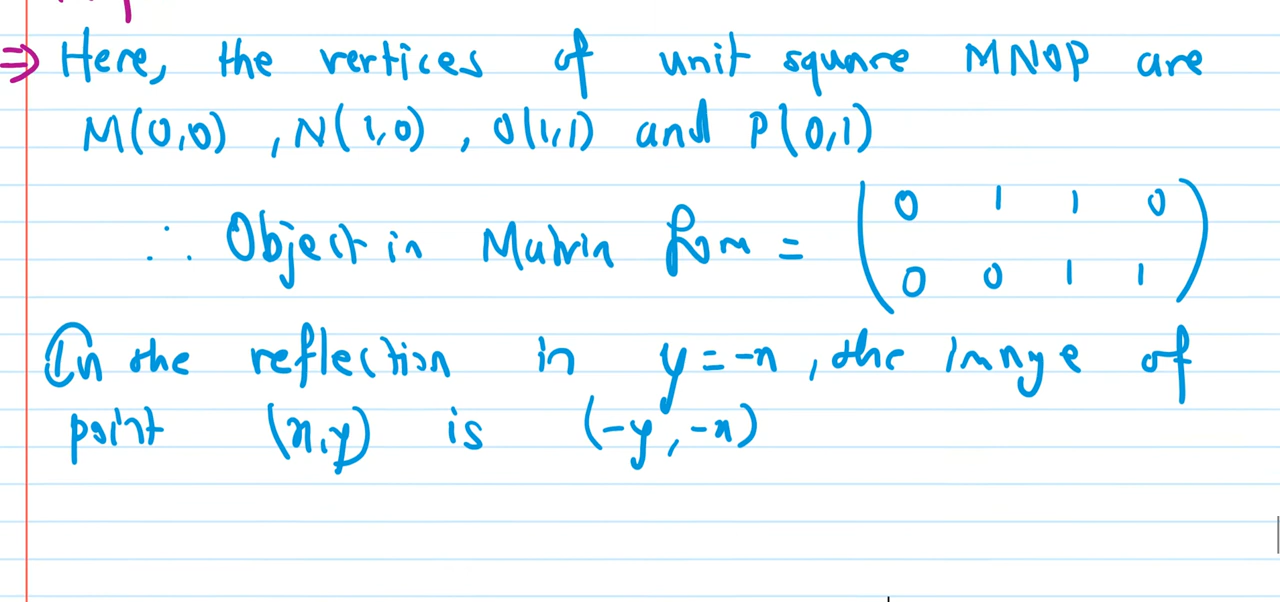 ⇒ Here, the vertices of unit square MNOP are
M(0,0) , N(1,0) , O(1,1) and P(0,1)
∴ Object in Matrix form = ( 0 1 1 0
0 0 1 1 )
In the reflection in y = -x , the image of
point (x,y) is (-y, -x)